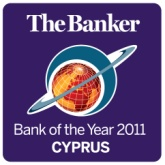 The Banker
Bank of the Year 2011
CYPRUS